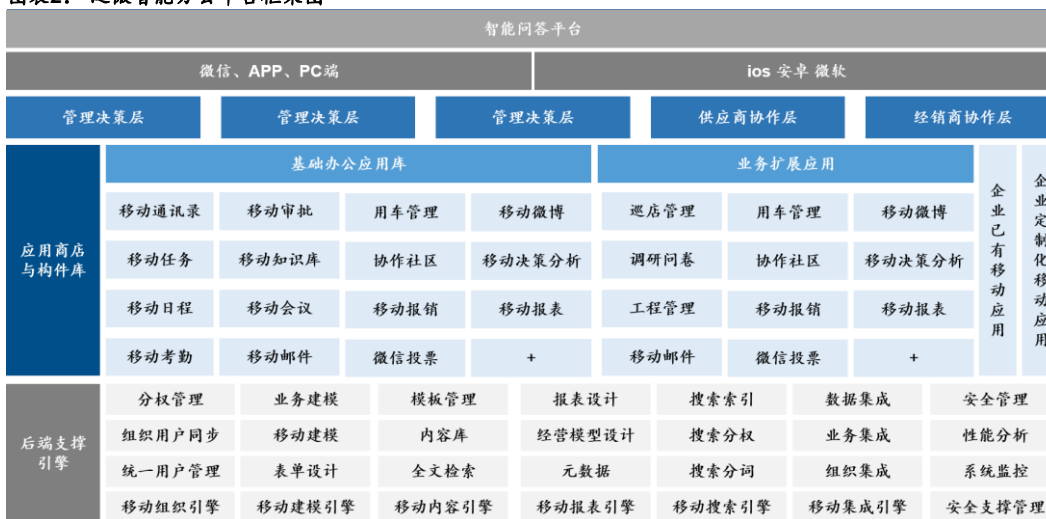 智能问答平台
微信、APP、PC端 ios 安卓 微软
管理决策层 管理决策层 管理决策层 供应商协作层 经销商协作层
基础办公应用库 业务扩展应用
移动通讯录 移动审批 用车管理 移动微博 巡店管理 用车管理 移动微博
应用商店与构件库
移动任务 移动知识库 协作社区 移动决策分析 调研问卷 协作社区 移动决策分析
移动日程 移动会议 移动报销 移动报表 工程管理 移动报销 移动报表
移动考勤 移动邮件 微信投票 + 移动邮件 微信投票 +
企业已有移动应用
企业定制化移动应用
后端支撑引擎
分权管理 业务建模 模板管理 报表设计 搜索索引 数据集成 安全管理
组织用户同步 移动建模 内容库 经营模型设计 搜索分权 业务集成 性能分析
统一用户管理 表单设计 全文检索 元数据 搜索分词 组织集成 系统监控
移动组织引擎 移动建模引擎 移动内容引擎 移动报表引擎 移动搜索引擎 移动集成引擎 安全支撑管理